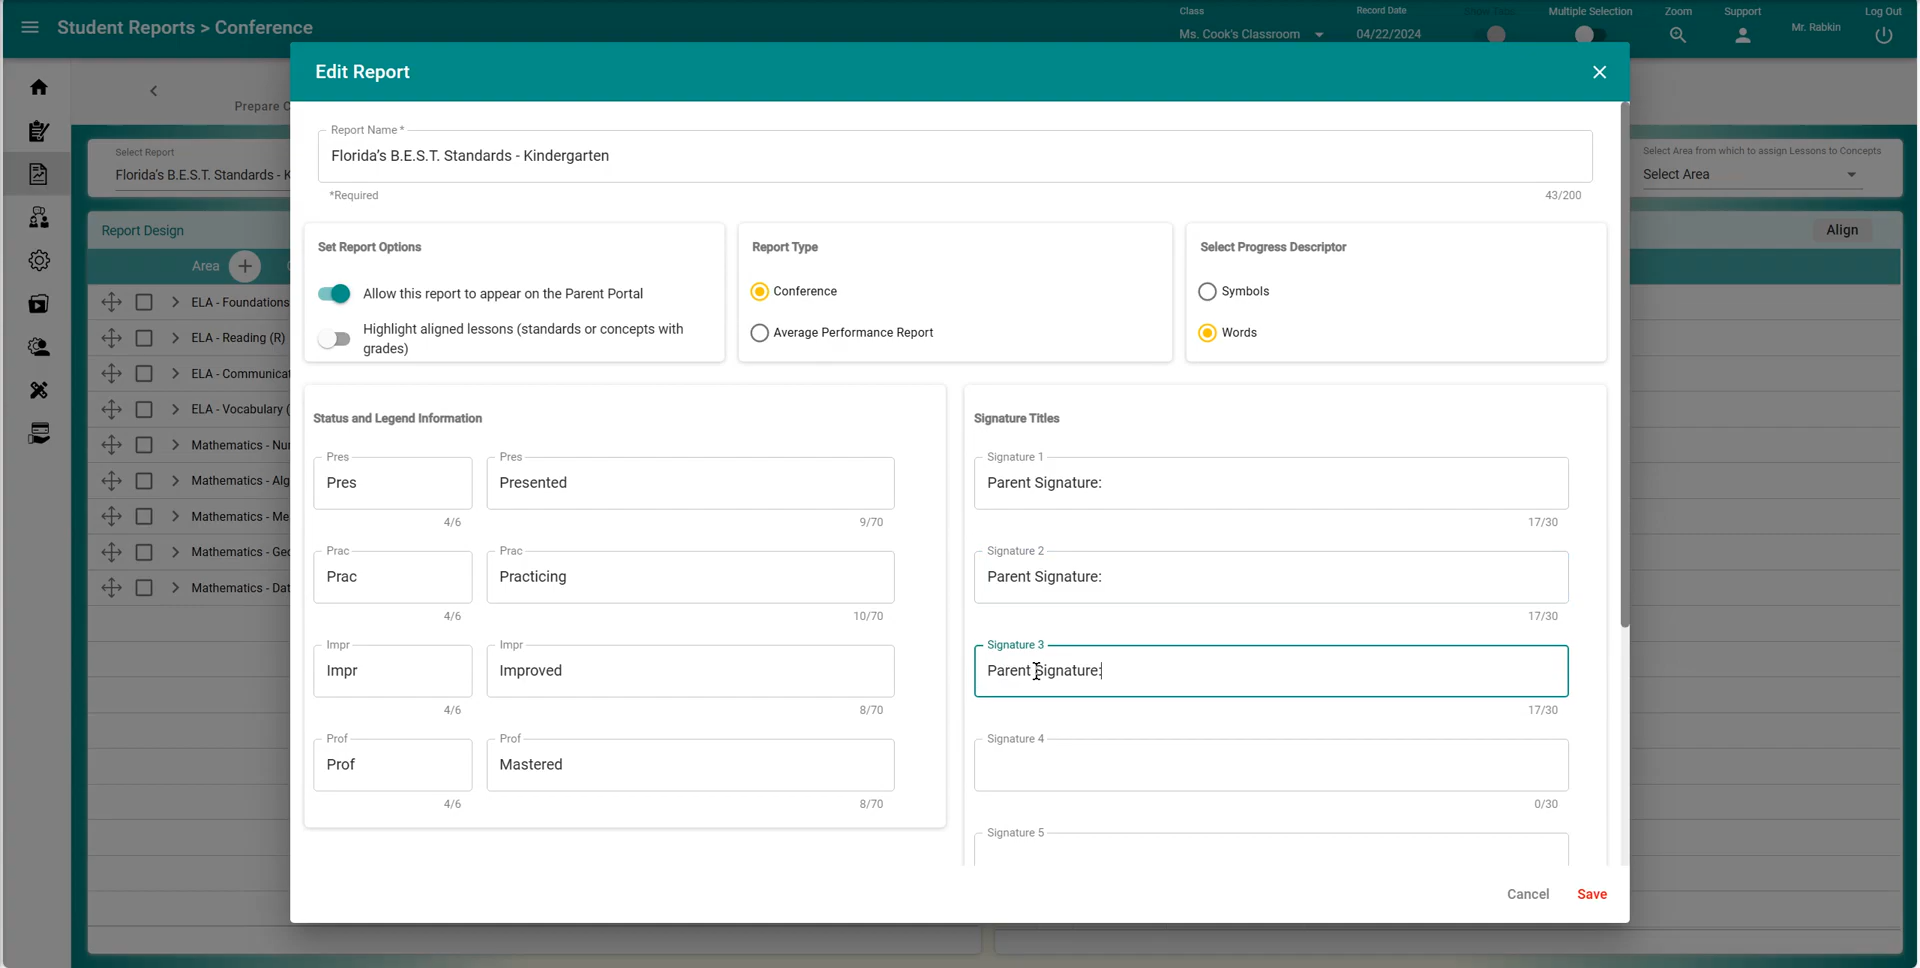 Student Reports > Conference
Class
Ms. Cook's Classroom
Record Date
04/22/2024
Multiple Selection
Zoom
Support
Mr. Rabkin
Log Out
Edit Report
Prepare C
Select Report
Florida's B.E.S.T. Standards - K
Select Area from which to assign Lessons to Concepts
Select Area
Report Design
Align
Area
ELA - Foundations
ELA - Reading (R)
ELA - Communicat
ELA - Vocabulary (
Mathematics - Nu
Mathematics - Alg
Mathematics - Me
Mathematics - Geo
Mathematics - Dat
Report Name *
Florida's B.E.S.T. Standards - Kindergarten
*Required
43/200
Set Report Options
Allow this report to appear on the Parent Portal
Highlight aligned lessons (standards or concepts with
grades)
Report Type
Conference
Average Performance Report
Select Progress Descriptor
Symbols
Words
Status and Legend Information
Pres
Pres
4/6
Pres
Presented
9/70
Prac
Prac
4/6
Prac
Practicing
10/70
Impr
Impr
4/6
Impr
Improved
8/70
Prof
Prof
4/6
Prof
Mastered
8/70
Signature Titles
Signature 1
Parent Signature:
17/30
Signature 2
Parent Signature:
17/30
Signature 3
Parent Signature:
17/30
Signature 4
0/30
Signature 5
Cancel
Save